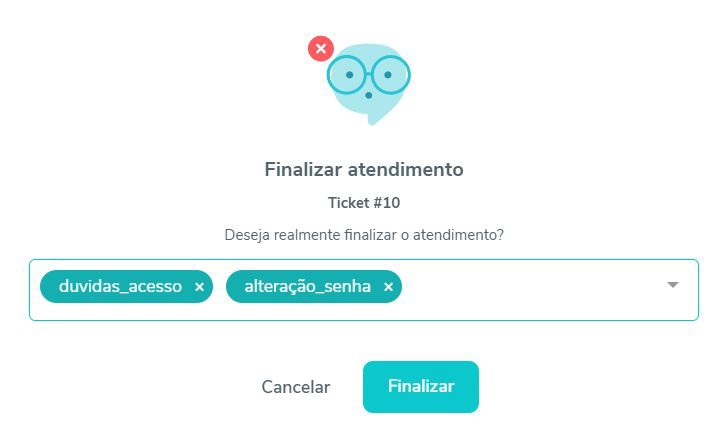 Finalizar atendimento
Ticket #10
Deseja realmente finalizar o atendimento?
duvidas_acesso × alteração_senha ×
Cancelar Finalizar